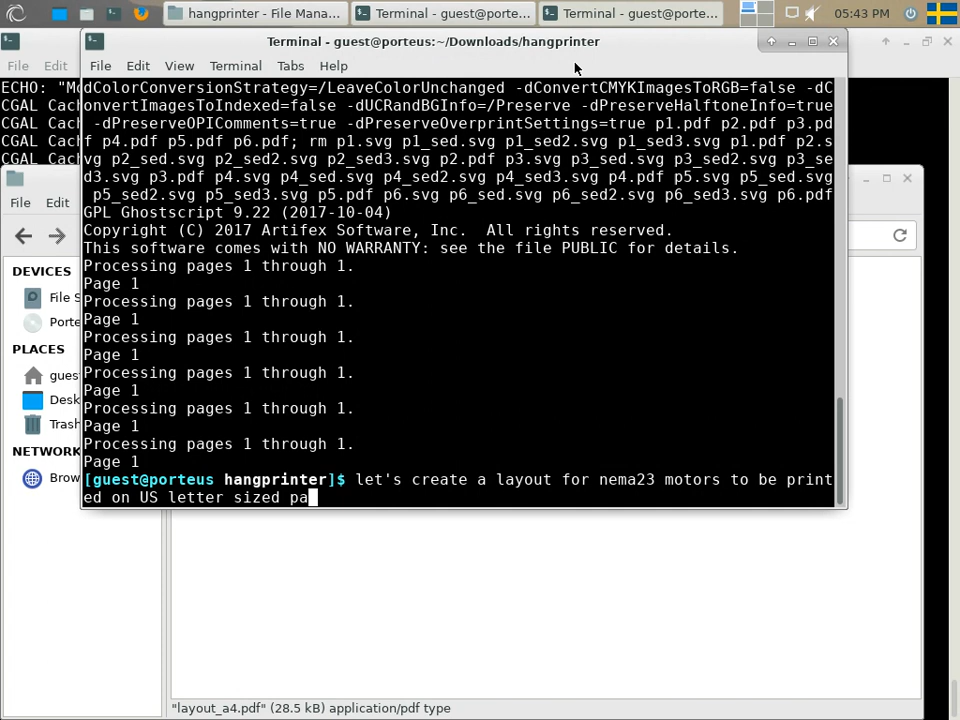 hangprinter - File Mana...
Terminal - guest@porte...
Terminal - guest@porte...
05:43 PM
Terminal - guest@porteus:~/Downloads/hangprinter
File Edit
File Edit View Terminal Tabs Help
ECHO: "Mo
CGAL Cac
CGAL Cac
CGAL Cac
CGAL Cac
dColorConversionStrategy=/LeaveColorUnchanged -dConvertCMYKImagesToRGB=false -dC
onvertImagesToIndexed=false -dUCRandBGInfo=/Preserve -dPreserveHalftoneInfo=true
 -dPreserveOPIComments=true -dPreserveOverprintSettings=true p1.pdf p2.pdf p3.pd
f p4.pdf p5.pdf p6.pdf; rm p1.svg p1_sed.svg p1_sed2.svg p1_sed3.svg p1.pdf p2.s
vg p2_sed.svg p2_sed2.svg p2_sed3.svg p2.pdf p3.svg p3_sed.svg p3_sed2.svg p3_se
d3.svg p3.pdf p4.svg p4_sed.svg p4_sed2.svg p4_sed3.svg p4.pdf p5.svg p5_sed.svg
 p5_sed2.svg p5_sed3.svg p5.pdf p6.svg p6_sed.svg p6_sed2.svg p6_sed3.svg p6.pdf
GPL Ghostscript 9.22 (2017-10-04)
Copyright (C) 2017 Artifex Software, Inc.  All rights reserved.
This software comes with NO WARRANTY: see the file PUBLIC for details.
Processing pages 1 through 1.
Page 1
Processing pages 1 through 1.
Page 1
Processing pages 1 through 1.
Page 1
Processing pages 1 through 1.
Page 1
Processing pages 1 through 1.
Page 1
Processing pages 1 through 1.
Page 1
[guest@porteus hangprinter]$ let's create a layout for nema23 motors to be print
ed on US letter sized pa
File Edit
DEVICES
File S
Porte
PLACES
gues
Desk
Trash
NETWORK
Brow
"layout_a4.pdf" (28.5 kB) application/pdf type